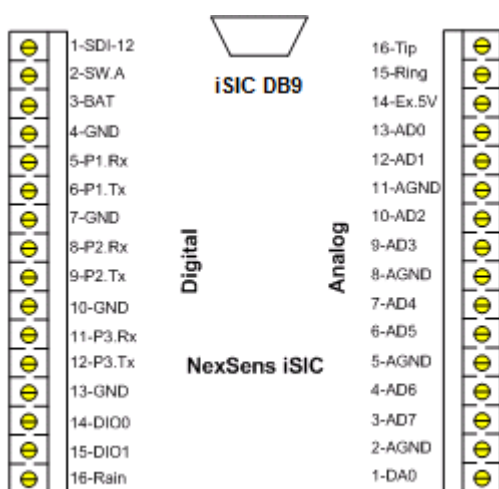 iSIC DB9
1-SDI-12
2-SW.A
3-BAT
4-GND
5-P1.Rx
6-P1.Tx
7-GND
8-P2.Rx
9-P2.Tx
10-GND
11-P3.Rx
12-P3.Tx
13-GND
14-DIO0
15-DIO1
16-Rain
Digital
NexSens iSIC
Analog
16-Tip
15-Ring
14-Ex.5V
13-AD0
12-AD1
11-AGND
10-AD2
9-AD3
8-AGND
7-AD4
6-AD5
5-AGND
4-AD6
3-AD7
2-AGND
1-DA0